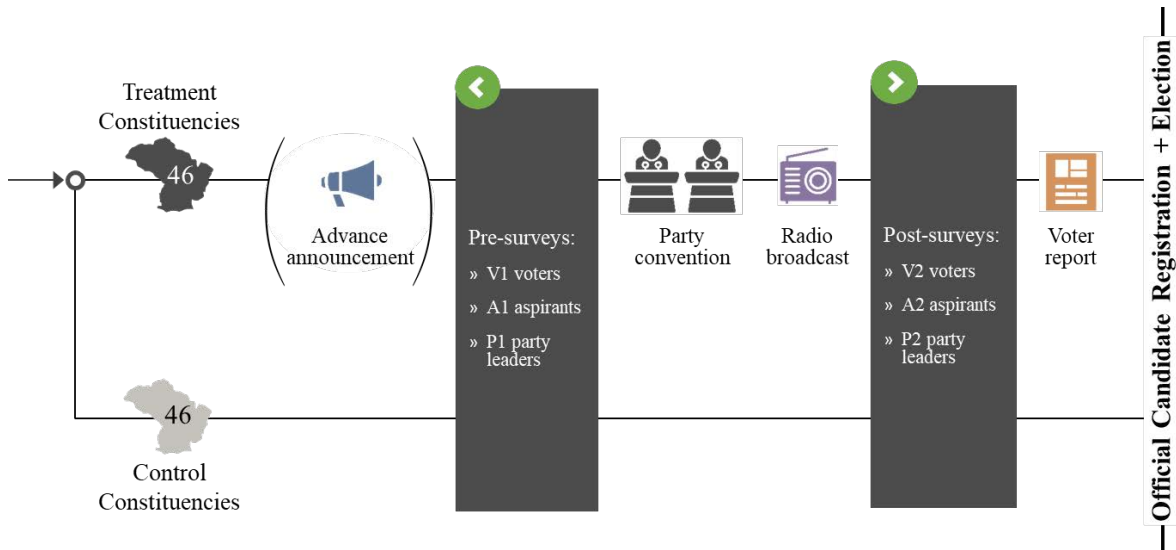 Treatment
Constituencies
46
Advance
announcement
Pre-surveys:
» V1 voters
» A1 aspirants
» P1 party
leaders
Party
convention
Radio
broadcast
Post-surveys:
» V2 voters
» A2 aspirants
» P2 party
leaders
Voter
report
46
Control
Constituencies
Official Candidate Registration + Election